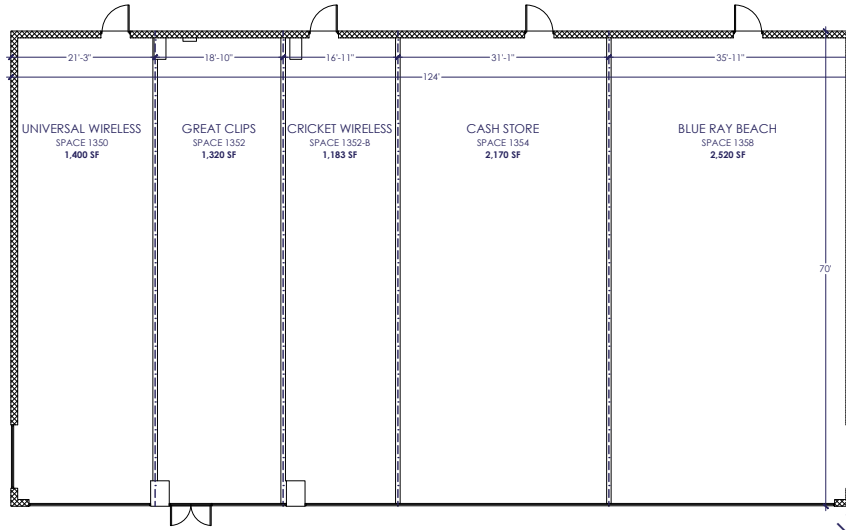 21'-3"
18'-10"
16'-11"
31'-1"
35'-11"
124'
UNIVERSAL WIRELESS
SPACE 1350
1,400 SF
GREAT CLIPS
SPACE 1352
1,320 SF
CRICKET WIRELESS
SPACE 1352-B
1,183 SF
CASH STORE
SPACE 1354
2,170 SF
BLUE RAY BEACH
SPACE 1358
2,520 SF
70'